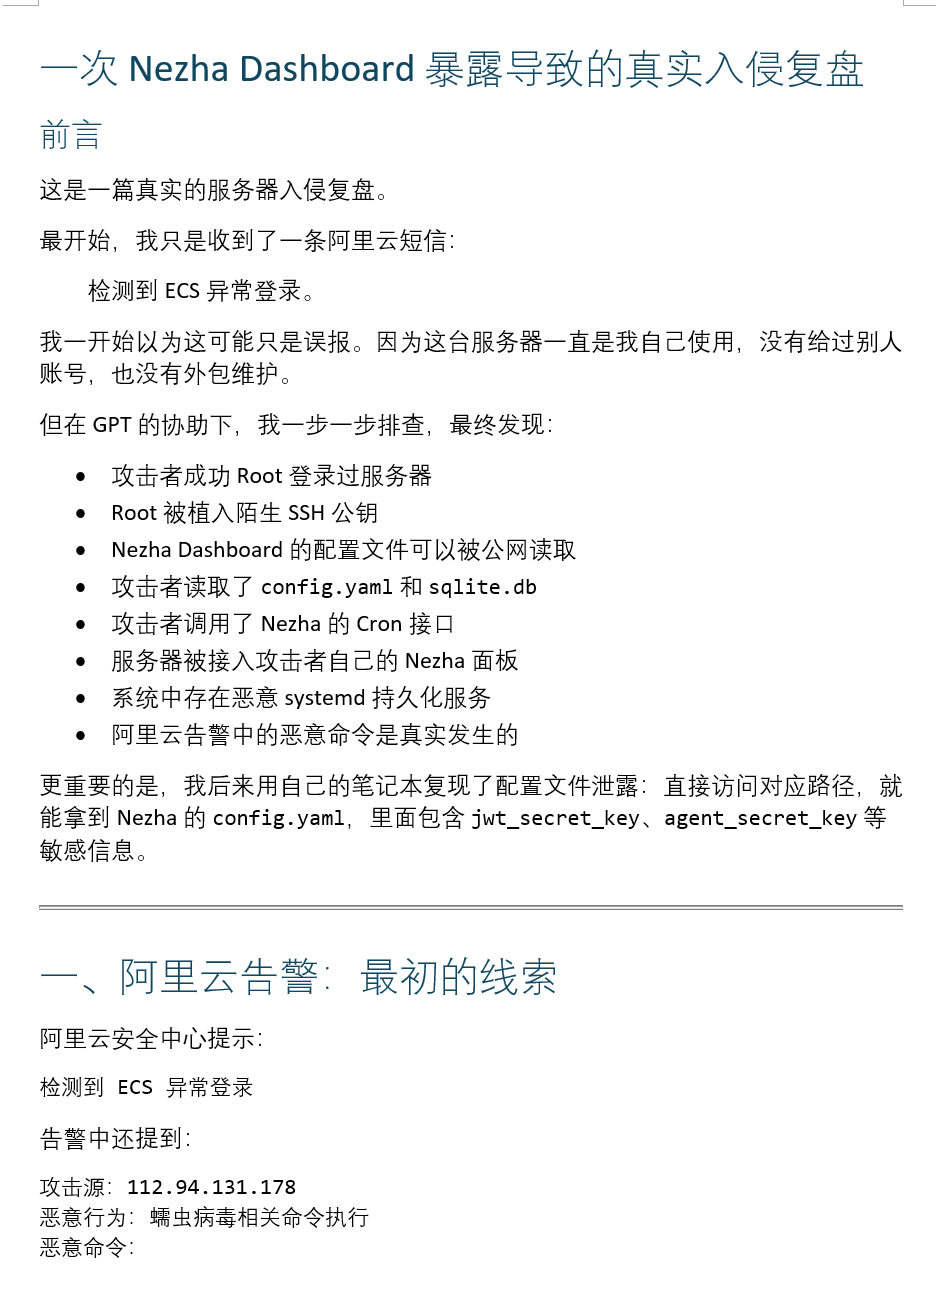 一次 Nezha Dashboard 暴露导致的真实入侵复盘
前言
这是一篇真实的服务器入侵复盘。
最开始，我只是收到了一条阿里云短信：
检测到 ECS 异常登录。
我一开始以为这可能只是误报。因为这台服务器一直是我自己使用，没有给过别人
账号，也没有外包维护。
但在 GPT 的协助下，我一步一步排查，最终发现：
• 攻击者成功 Root 登录过服务器
• Root 被植入陌生 SSH 公钥
• Nezha Dashboard 的配置文件可以被公网读取
• 攻击者读取了 config.yaml 和 sqlite.db
• 攻击者调用了 Nezha 的 Cron 接口
• 服务器被接入攻击者自己的 Nezha 面板
• 系统中存在恶意 systemd 持久化服务
• 阿里云告警中的恶意命令是真实发生的
更重要的是，我后来用自己的笔记本复现了配置文件泄露：直接访问对应路径，就
能拿到 Nezha 的 config.yaml，里面包含 jwt_secret_key、agent_secret_key 等
敏感信息。
一、阿里云告警：最初的线索
阿里云安全中心提示：
检测到 ECS 异常登录
告警中还提到：
攻击源：112.94.131.178
恶意行为：蠕虫病毒相关命令执行
恶意命令：